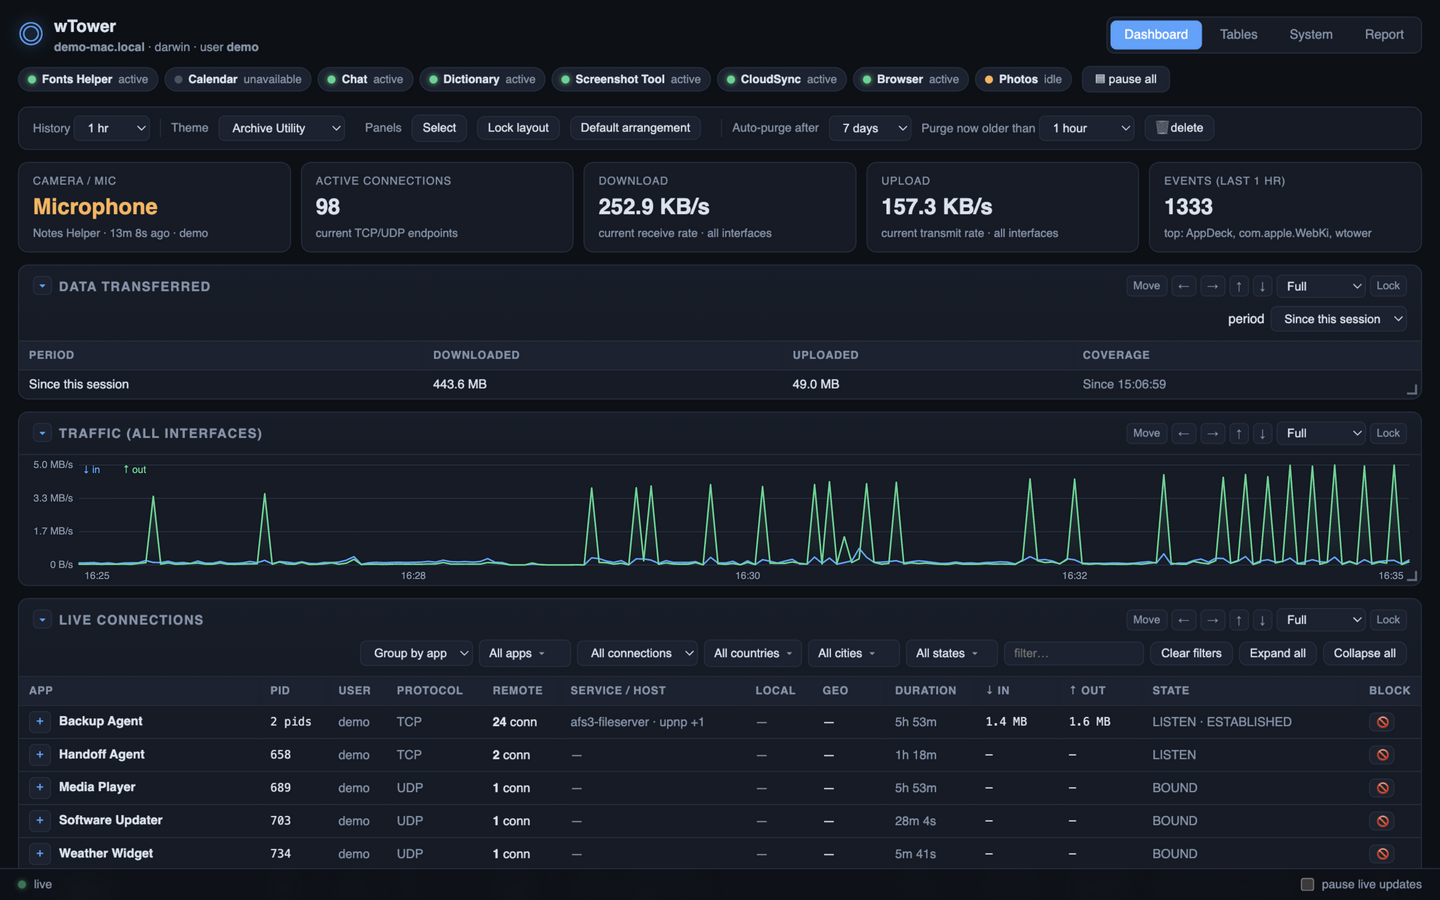 wTower
demo-mac.local · darwin · user demo
Dashboard Tables System Report
Fonts Helper active Calendar unavailable Chat active Dictionary active Screenshot Tool active CloudSync active Browser active Photos idle pause all
History 1 hr Theme Archive Utility Panels Select Lock layout Default arrangement Auto-purge after 7 days Purge now older than 1 hour delete
CAMERA / MIC
Microphone
Notes Helper · 13m 8s ago · demo
ACTIVE CONNECTIONS
98
current TCP/UDP endpoints
DOWNLOAD
252.9 KB/s
current receive rate · all interfaces
UPLOAD
157.3 KB/s
current transmit rate · all interfaces
EVENTS (LAST 1 HR)
1333
top: AppDeck, com.apple.WebKi, wtower
DATA TRANSFERRED Move ← → ↑ ↓ Full Lock
period Since this session
PERIOD DOWNLOADED UPLOADED COVERAGE
Since this session 443.6 MB 49.0 MB Since 15:06:59
TRAFFIC (ALL INTERFACES) Move ← → ↑ ↓ Full Lock
5.0 MB/s ↓ in ↑ out
3.3 MB/s
1.7 MB/s
0 B/s
16:25 16:28 16:30 16:32 16:35
LIVE CONNECTIONS Move ← → ↑ ↓ Full Lock
Group by app All apps All connections All countries All cities All states filter... Clear filters Expand all Collapse all
APP PID USER PROTOCOL REMOTE SERVICE / HOST LOCAL GEO DURATION ↓ IN ↑ OUT STATE BLOCK
+ Backup Agent 2 pids demo TCP 24 conn afs3-fileserver · upnp +1 — — 5h 53m 1.4 MB 1.6 MB LISTEN · ESTABLISHED
+ Handoff Agent 658 demo TCP 2 conn — — — 1h 18m – – LISTEN
+ Media Player 689 demo UDP 1 conn — — — 5h 53m – – BOUND
+ Software Updater 703 demo UDP 1 conn — — — 28m 4s – – BOUND
+ Weather Widget 734 demo UDP 1 conn — — — 5m 41s – – BOUND
live pause live updates